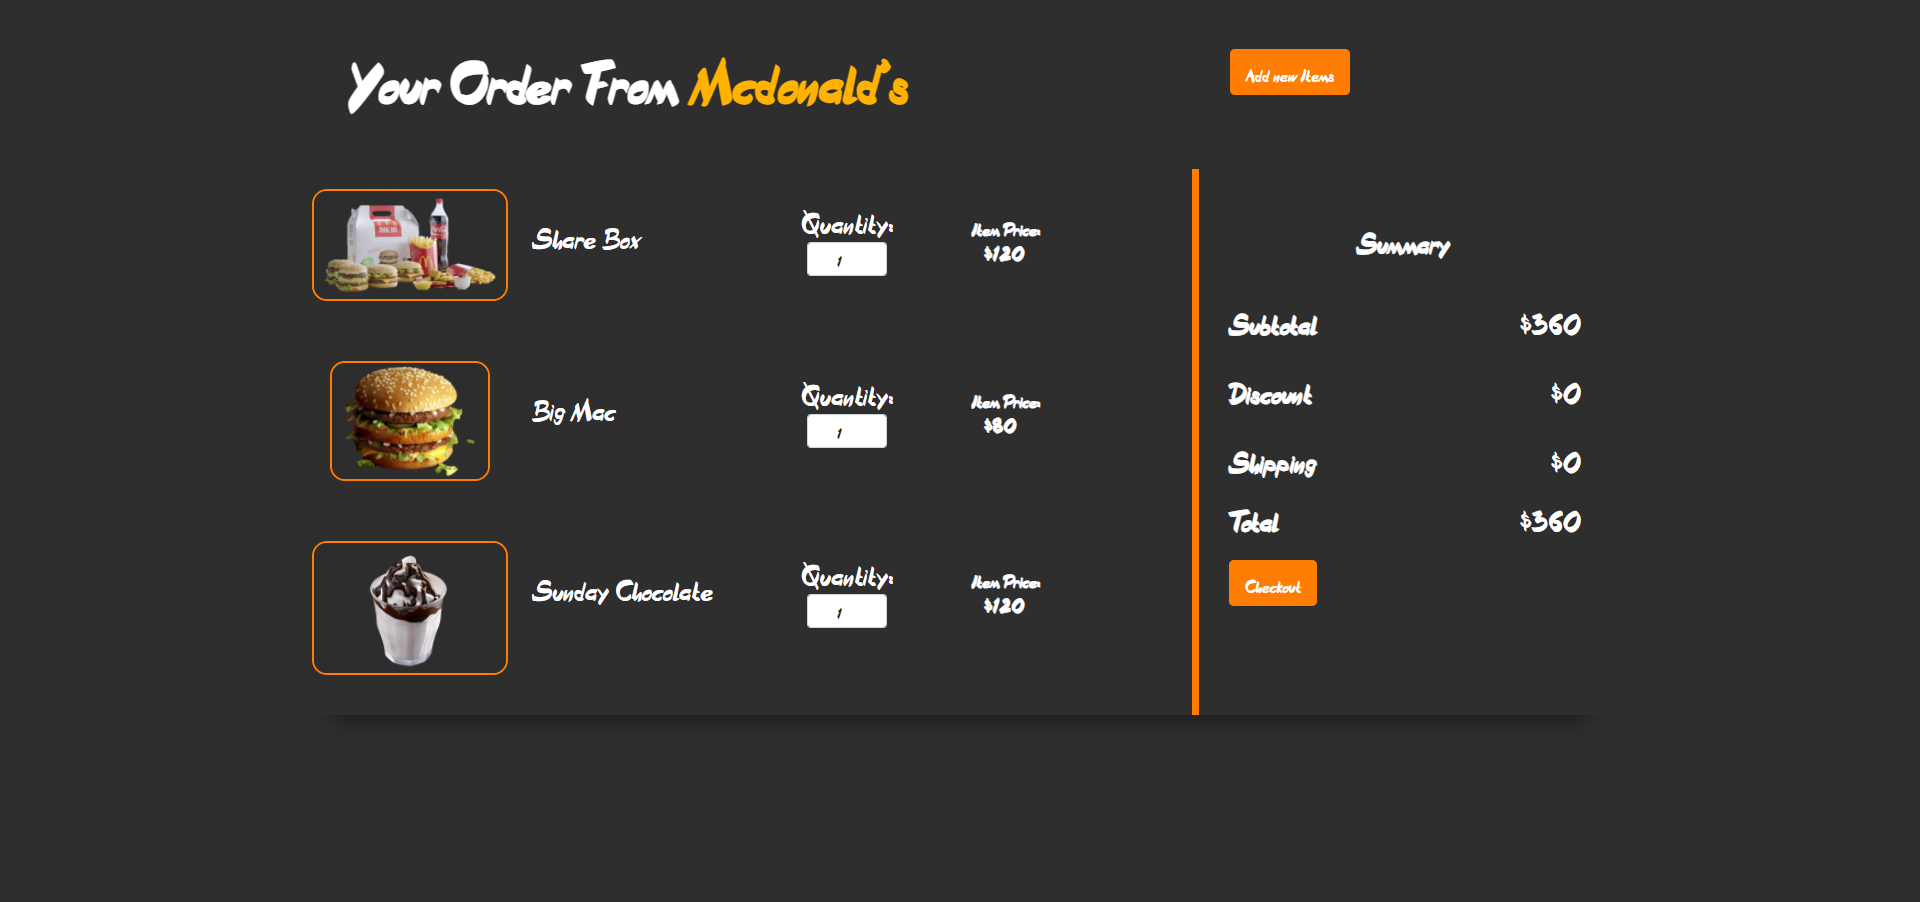 Your Order From Mcdonald's
Add new Items
Share Box
Quantity:
1
Item Price:
$120
Big Mac
Quantity:
1
Item Price:
$80
Sunday Chocolate
Quantity:
1
Item Price:
$120
Summary
Subtotal $360
Discount $0
Shipping $0
Total $360
Checkout